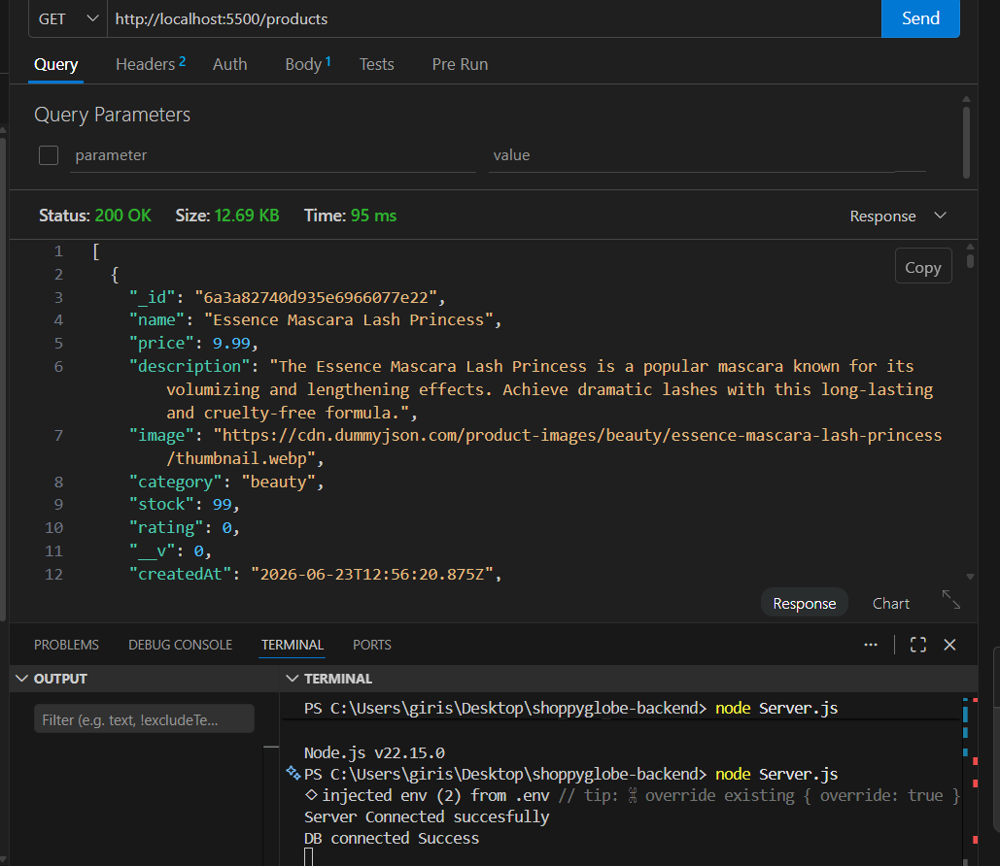 GET http://localhost:5500/products Send
Query Headers 2 Auth Body 1 Tests Pre Run
Query Parameters
parameter value
Status: 200 OK Size: 12.69 KB Time: 95 ms Response
Copy
1 [
2 {
3 "_id": "6a3a82740d935e6966077e22",
4 "name": "Essence Mascara Lash Princess",
5 "price": 9.99,
6 "description": "The Essence Mascara Lash Princess is a popular mascara known for its
volumizing and lengthening effects. Achieve dramatic lashes with this long-lasting
and cruelty-free formula.",
7 "image": "https://cdn.dummyjson.com/product-images/beauty/essence-mascara-lash-princess
/thumbnail.webp",
8 "category": "beauty",
9 "stock": 99,
10 "rating": 0,
11 "__v": 0,
12 "createdAt": "2026-06-23T12:56:20.875Z",
Response Chart
PROBLEMS DEBUG CONSOLE TERMINAL PORTS
OUTPUT TERMINAL
Filter (e.g. text, !excludeTe...
PS C:\Users\giris\Desktop\shoppyglobe-backend> node Server.js
Node.js v22.15.0
PS C:\Users\giris\Desktop\shoppyglobe-backend> node Server.js
◇ injected env (2) from .env // tip: ⌘ override existing { override: true }
Server Connected succesfully
DB connected Success